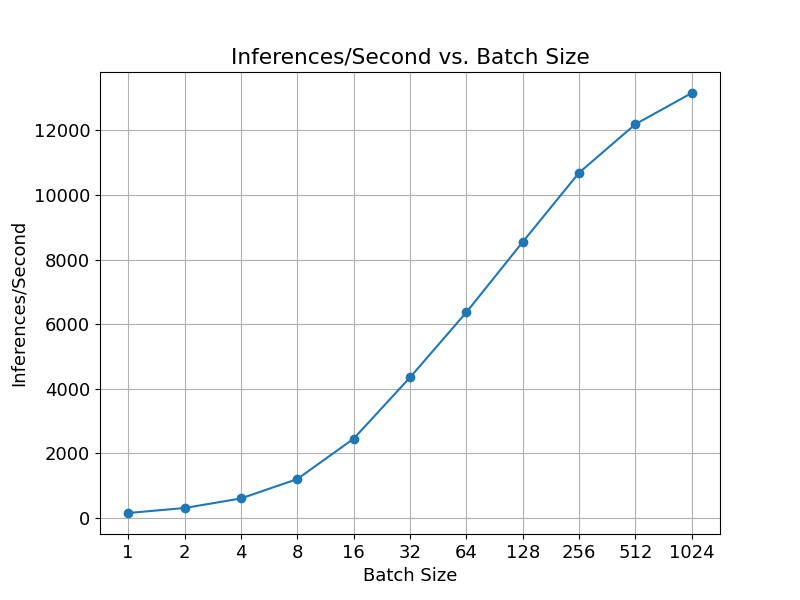 Inferences/Second vs. Batch Size
12000
10000
8000
6000
4000
2000
0
Inferences/Second
1 2 4 8 16 32 64 128 256 512 1024
Batch Size